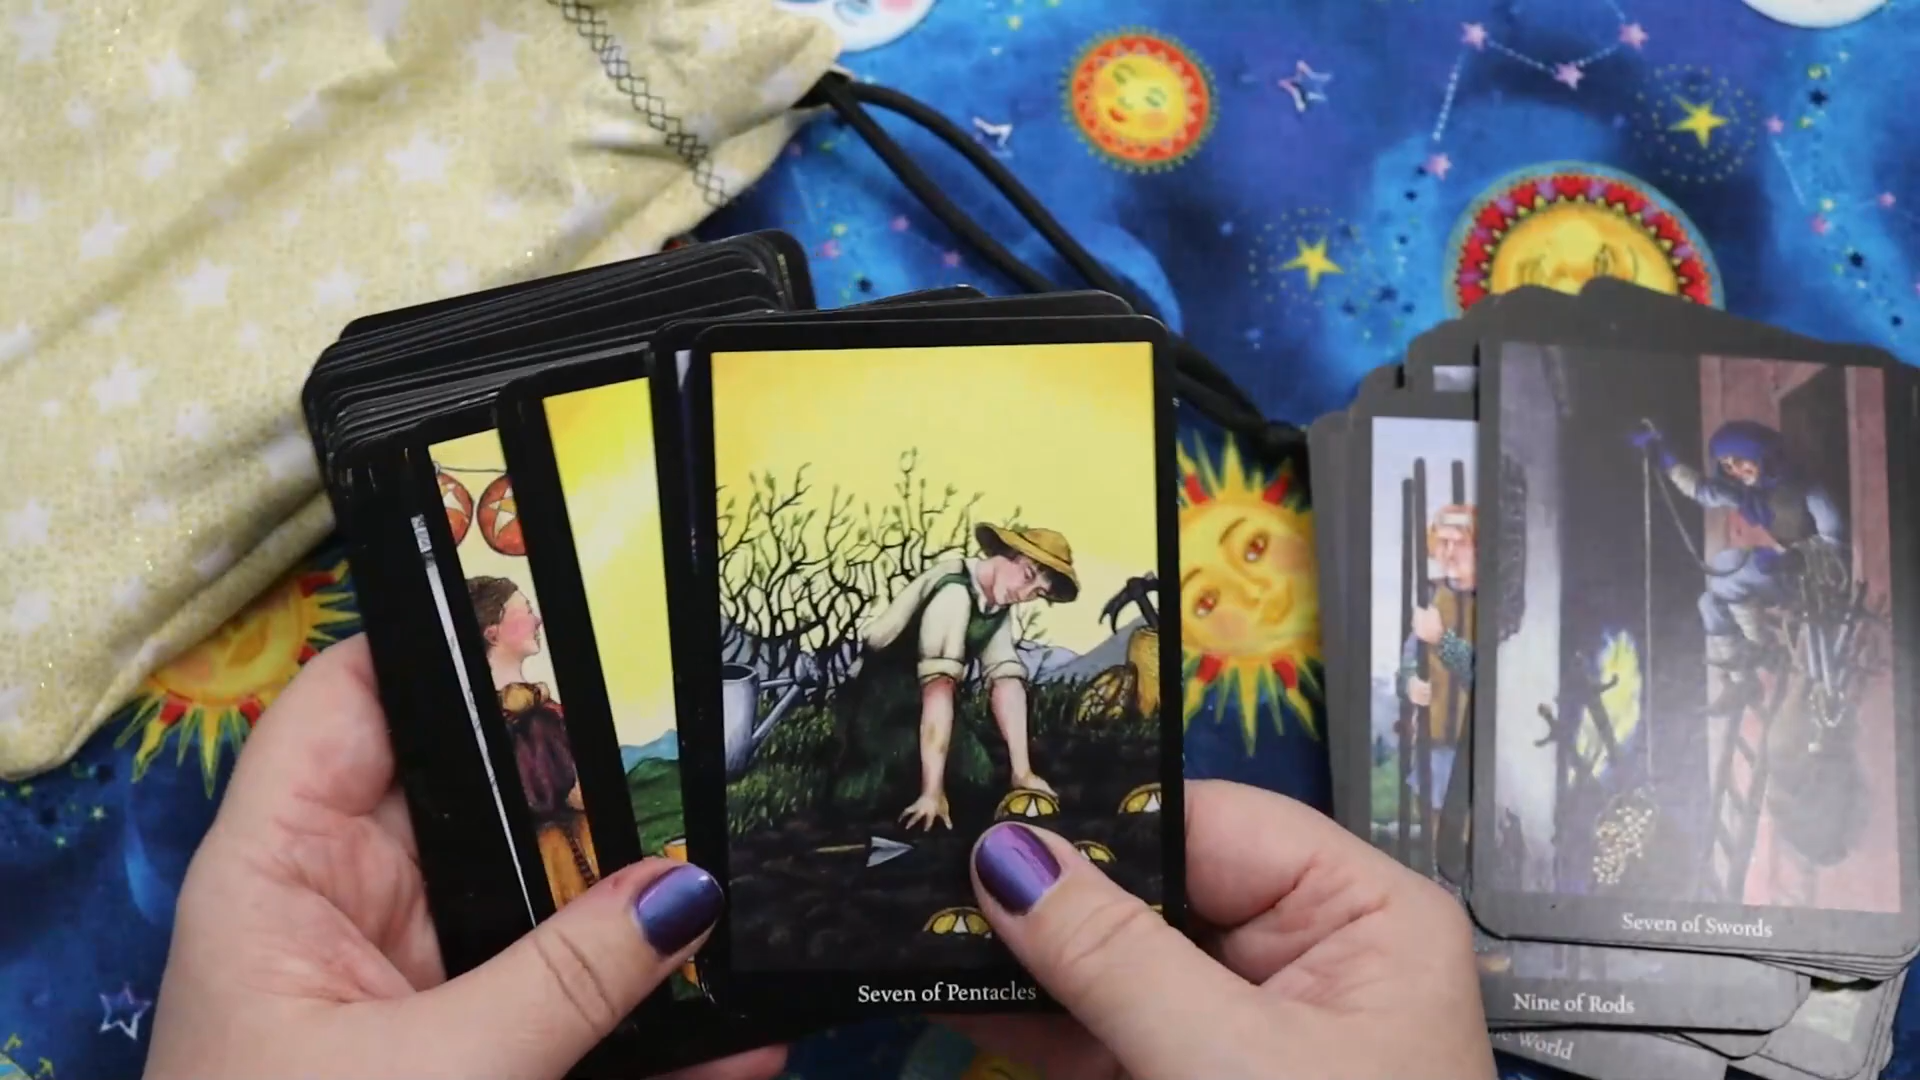 Seven of Pentacles
Seven of Swords
Nine of Rods
World